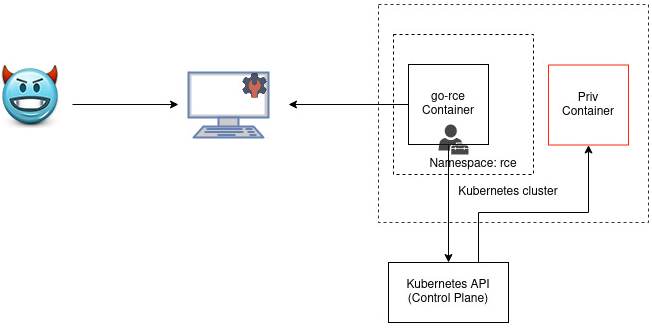 go-rce
Container
Priv
Container
Namespace: rce
Kubernetes cluster
Kubernetes API
(Control Plane)